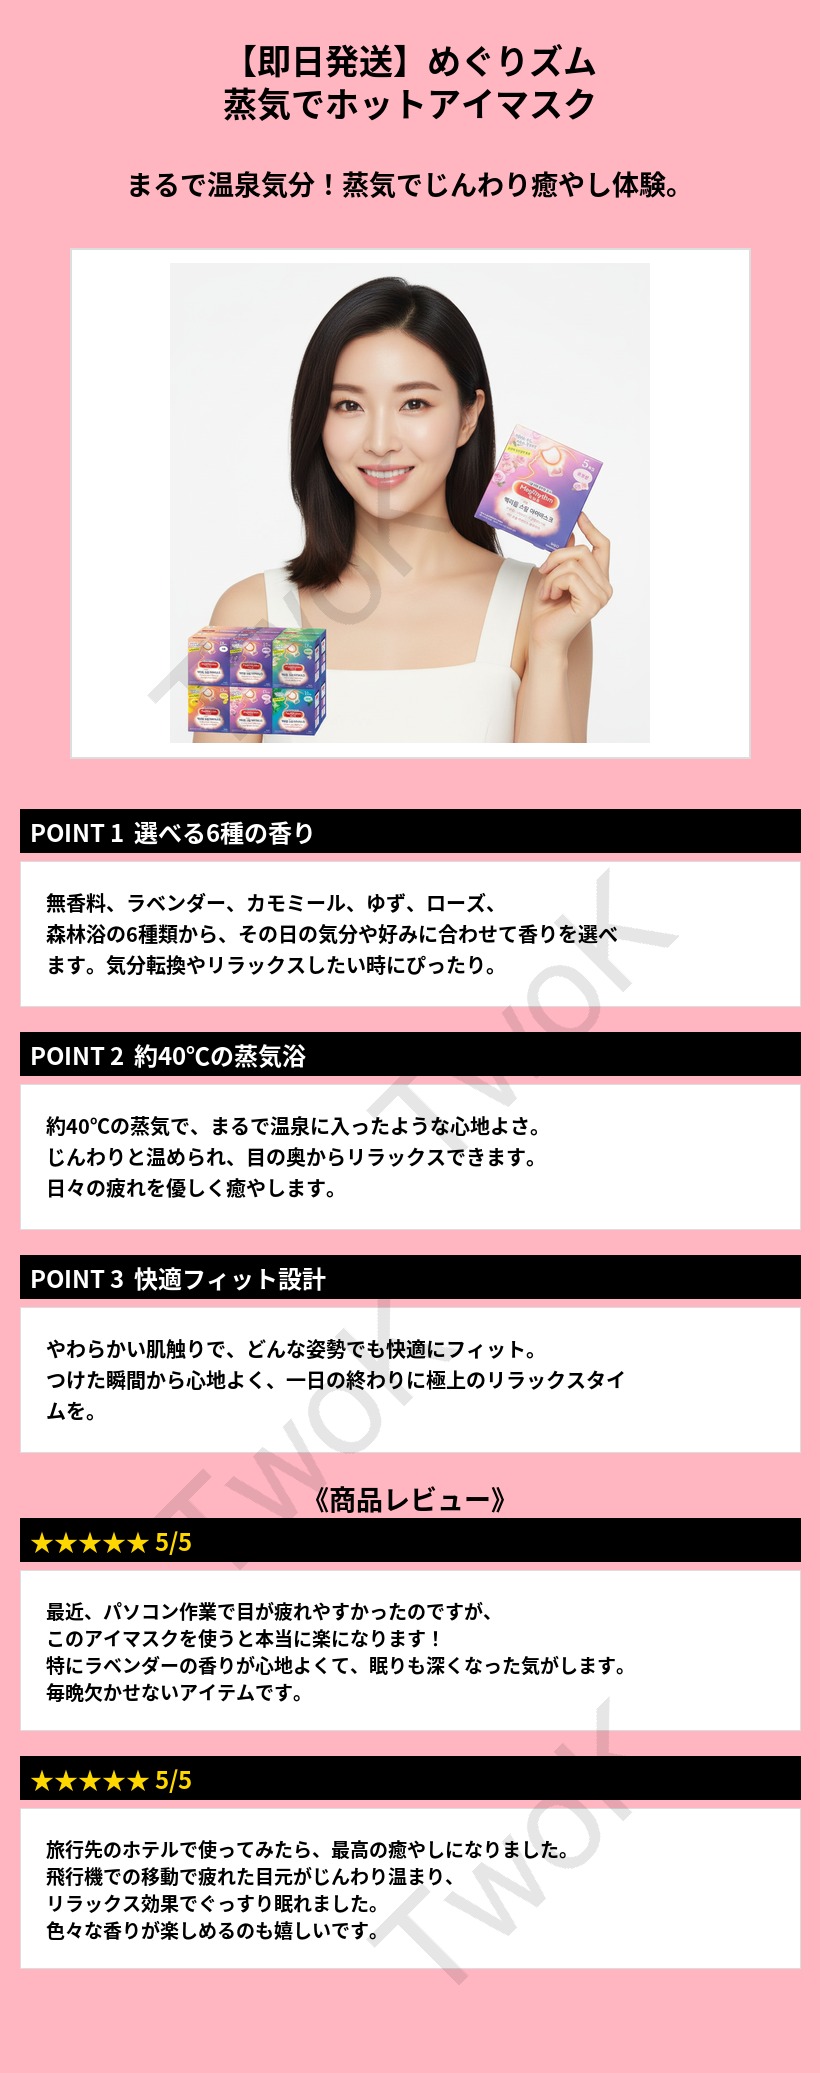 【即日発送】めぐりズム
蒸気でホットアイマスク
まるで温泉気分！蒸気でじんわり癒やし体験。
5
MegRhythm
메그리즘 스팀 아이마스크
TwoK
POINT 1 選べる6種の香り
無香料、ラベンダー、カモミール、ゆず、ローズ、
森林浴の6種類から、その日の気分や好みに合わせて香りを選べ
ます。気分転換やリラックスしたい時にぴったり。
TwoK
POINT 2 約40℃の蒸気浴
約40℃の蒸気で、まるで温泉に入ったような心地よさ。
じんわりと温められ、目の奥からリラックスできます。
日々の疲れを優しく癒やします。
POINT 3 快適フィット設計
やわらかい肌触りで、どんな姿勢でも快適にフィット。
つけた瞬間から心地よく、一日の終わりに極上のリラックスタイ
ムを。
TwoK
《商品レビュー》
★★★★★ 5/5
最近、パソコン作業で目が疲れやすかったのですが、
このアイマスクを使うと本当に楽になります！
特にラベンダーの香りが心地よくて、眠りも深くなった気がします。
毎晩欠かせないアイテムです。
★★★★★ 5/5
旅行先のホテルで使ってみたら、最高の癒やしになりました。
飛行機での移動で疲れた目元がじんわり温まり、
リラックス効果でぐっすり眠れました。
色々な香りが楽しめるのも嬉しいです。
TwoK